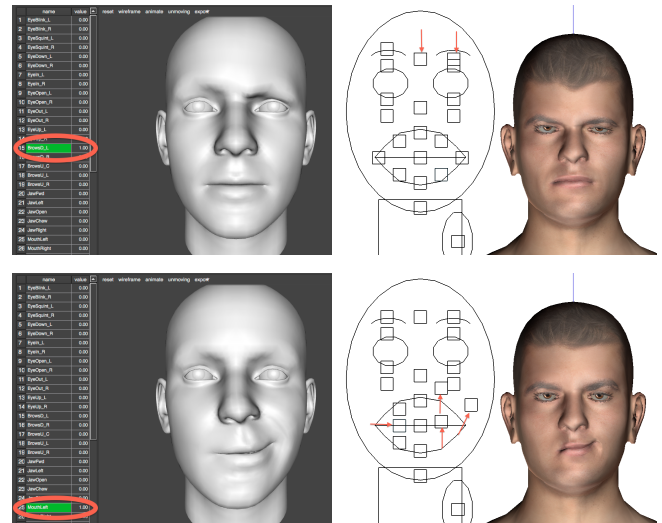 name value
reset wireframe animate unmoving export
1 EyeBlink_L 0.00
2 EyeBlink_R 0.00
3 EyeSquint_L 0.00
4 EyeSquint_R 0.00
5 EyeDown_L 0.00
6 EyeDown_R 0.00
7 EyeIn_L 0.00
8 EyeIn_R 0.00
9 EyeOpen_L 0.00
10 EyeOpen_R 0.00
11 EyeOut_L 0.00
12 EyeOut_R 0.00
13 EyeUp_L 0.00
15 BrowsD_L 1.00
17 BrowsU_C 0.00
18 BrowsU_L 0.00
19 BrowsU_R 0.00
20 JawFwd 0.00
21 JawLeft 0.00
22 JawOpen 0.00
23 JawChew 0.00
24 JawRight 0.00
25 MouthLeft 0.00
26 MouthRight 0.00
name value
reset wireframe animate unmoving export
1 EyeBlink_L 0.00
2 EyeBlink_R 0.00
3 EyeSquint_L 0.00
4 EyeSquint_R 0.00
5 EyeDown_L 0.00
6 EyeDown_R 0.00
7 EyeIn_L 0.00
8 EyeIn_R 0.00
9 EyeOpen_L 0.00
10 EyeOpen_R 0.00
11 EyeOut_L 0.00
12 EyeOut_R 0.00
13 EyeUp_L 0.00
14 EyeUp_R 0.00
15 BrowsD_L 0.00
16 BrowsD_R 0.00
17 BrowsU_C 0.00
18 BrowsU_L 0.00
19 BrowsU_R 0.00
20 JawFwd 0.00
21 JawLeft 0.00
22 JawOpen 0.00
23 JawChew 0.00
25 MouthLeft 1.00